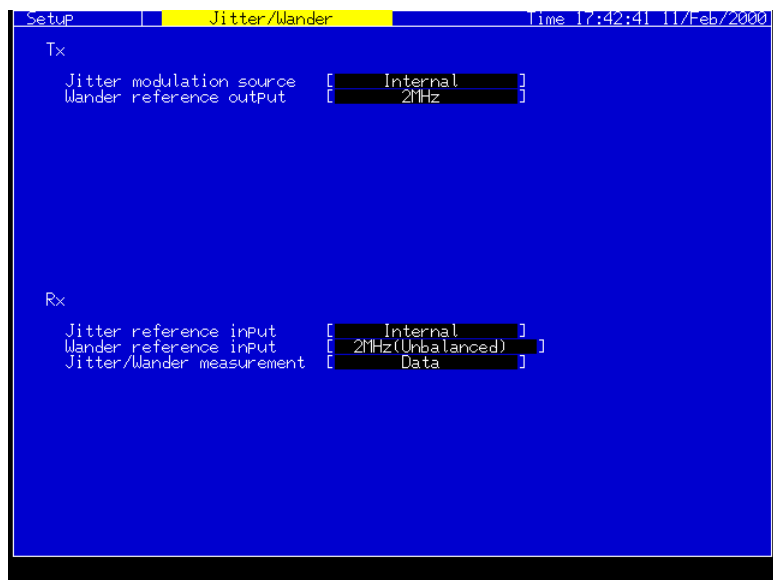 Setup | Jitter/Wander Time 17:42:41 11/Feb/2000
Tx
Jitter modulation source [ Internal ]
Wander reference output [ 2MHz ]
Rx
Jitter reference input [ Internal ]
Wander reference input [ 2MHz(Unbalanced) ]
Jitter/Wander measurement [ Data ]